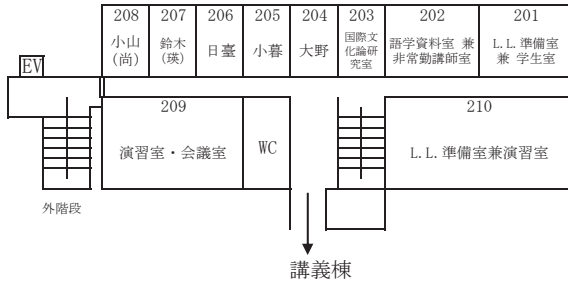 208
小山
(尚)
207
鈴木
(瑛)
206
日臺
205
小暮
204
大野
203
国際文
化論研
究室
202
語学資料室 兼
非常勤講師室
201
L.L.準備室
兼 学生室
EV
209
演習室・会議室
WC
210
L.L.準備室兼演習室
外階段
講義棟